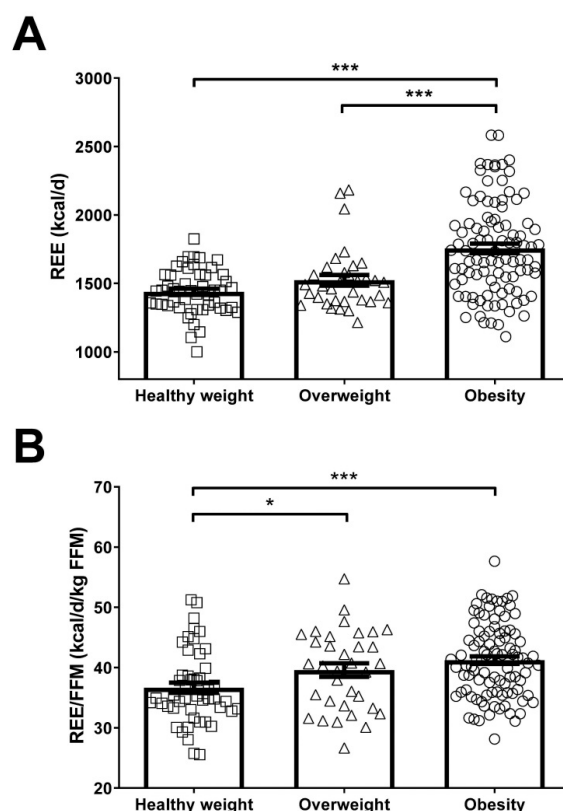 A
***
***
3000
2500
2000
1500
1000
REE (kcal/d)
Healthy weight Overweight Obesity
B
***
*
70
60
50
40
30
20
REE/FFM (kcal/d/kg FFM)
Healthy weight Overweight Obesity